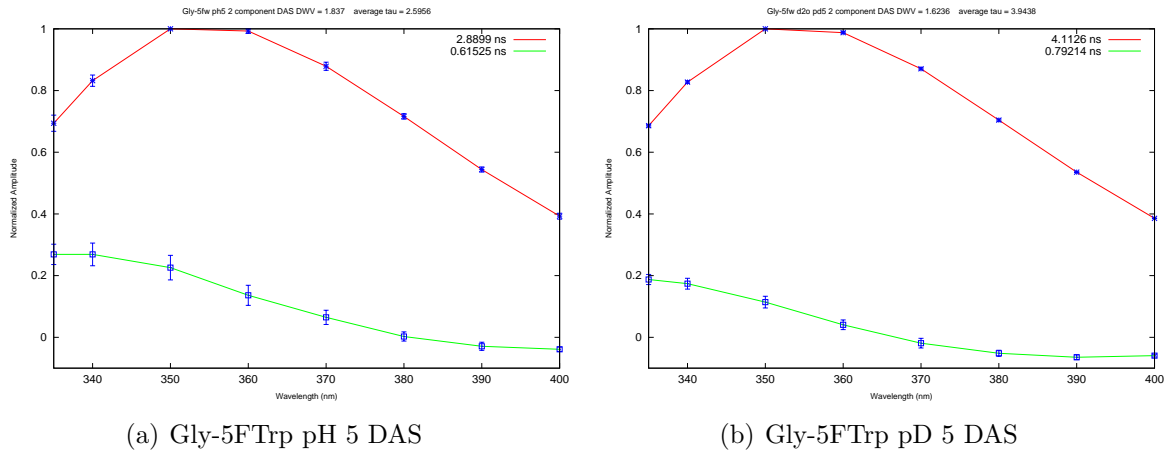 Gly-5fw ph5 2 component DAS DWV = 1.837 average tau = 2.5956
1
0.8
0.6
0.4
0.2
0
Normalized Amplitude
2.8899 ns
0.61525 ns
340 350 360 370 380 390 400
Wavelength (nm)
(a) Gly-5FTrp pH 5 DAS
Gly-5fw d2o pd5 2 component DAS DWV = 1.6236 average tau = 3.9438
1
0.8
0.6
0.4
0.2
0
Normalized Amplitude
4.1126 ns
0.79214 ns
340 350 360 370 380 390 400
Wavelength (nm)
(b) Gly-5FTrp pD 5 DAS